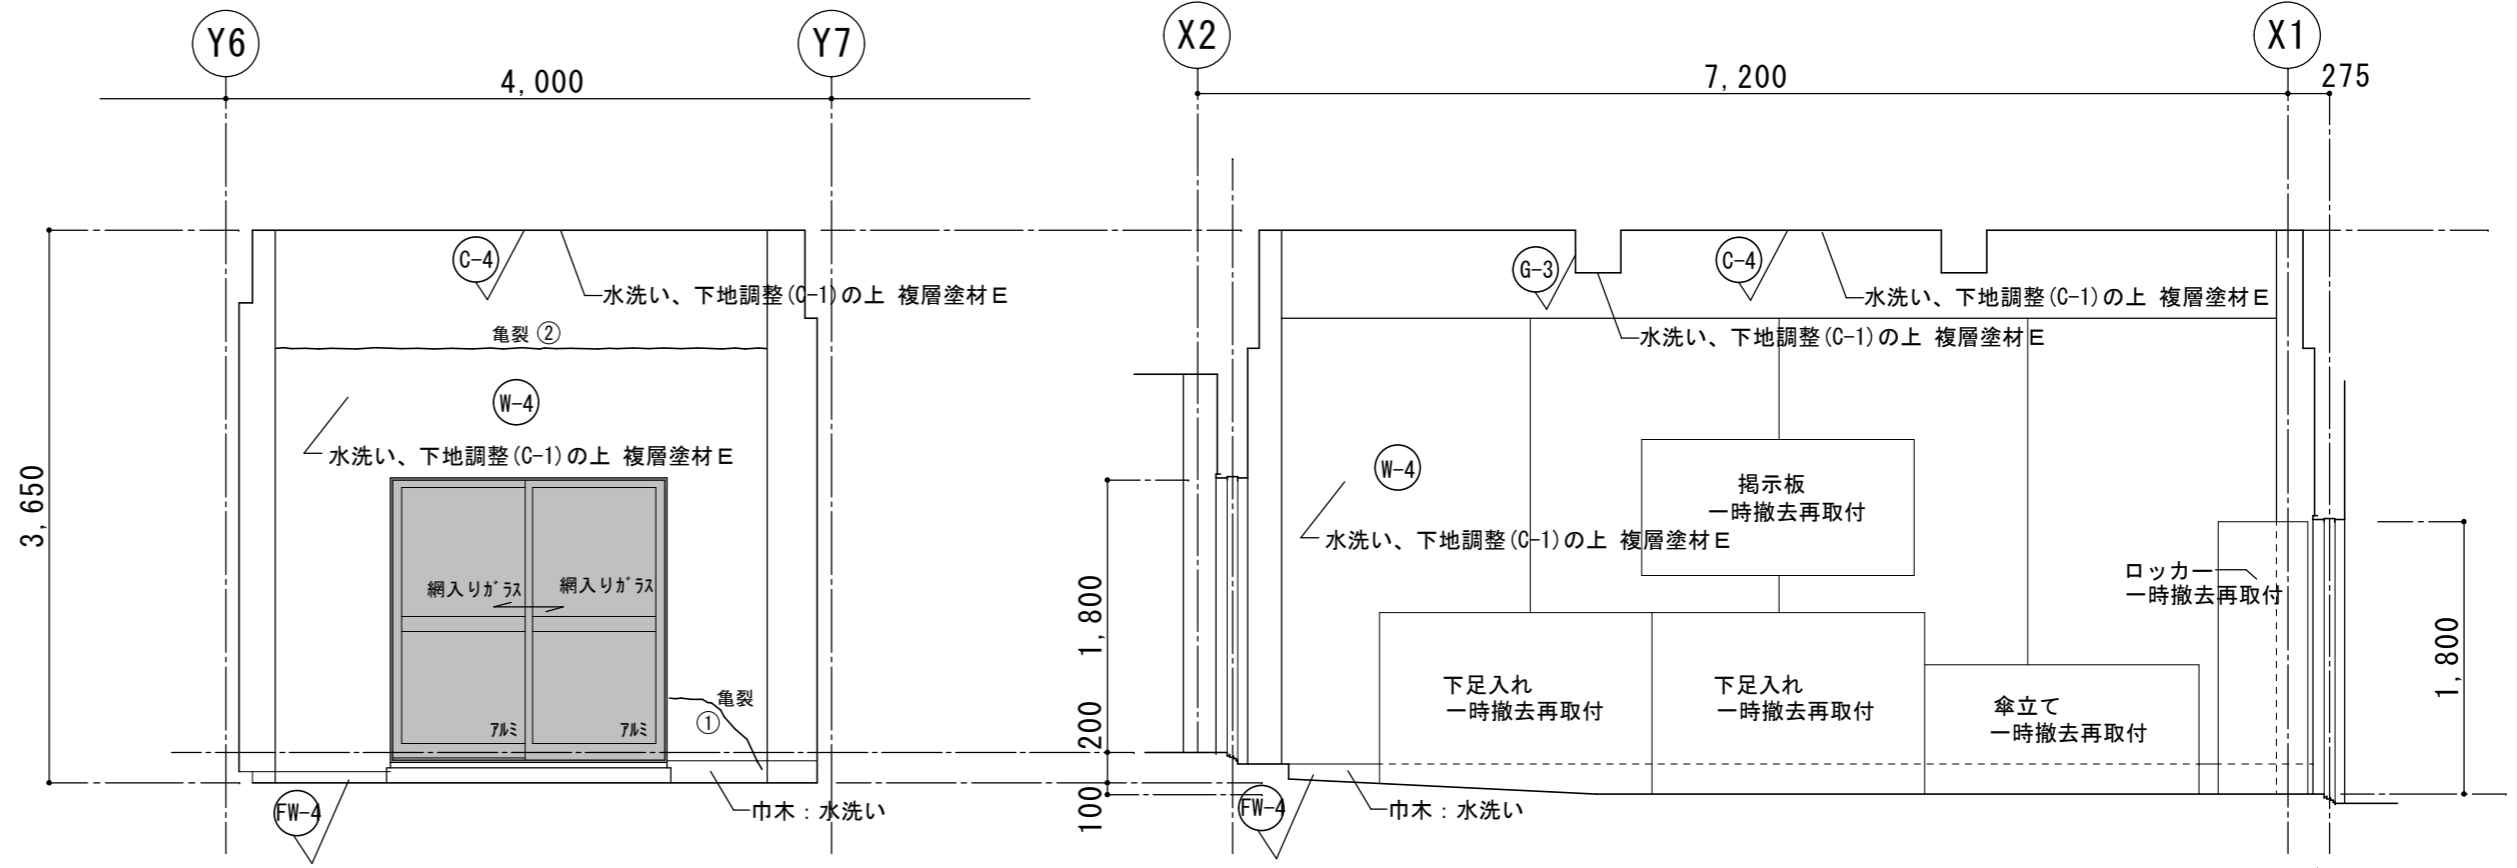 Y6
Y7
4,000
X2
X1
7,200
275
C-4
水洗い、下地調整(C-1)の上 複層塗材E
亀裂 ②
W-4
水洗い、下地調整(C-1)の上 複層塗材E
3,650
網入りガラス
網入りガラス
アルミ
アルミ
亀裂
①
FW-4
巾木：水洗い
G-3
C-4
水洗い、下地調整(C-1)の上 複層塗材E
水洗い、下地調整(C-1)の上 複層塗材E
W-4
水洗い、下地調整(C-1)の上 複層塗材E
掲示板
一時撤去再取付
ロッカー
一時撤去再取付
1,800
200
100
下足入れ
一時撤去再取付
下足入れ
一時撤去再取付
傘立て
一時撤去再取付
1,800
FW-4
巾木：水洗い